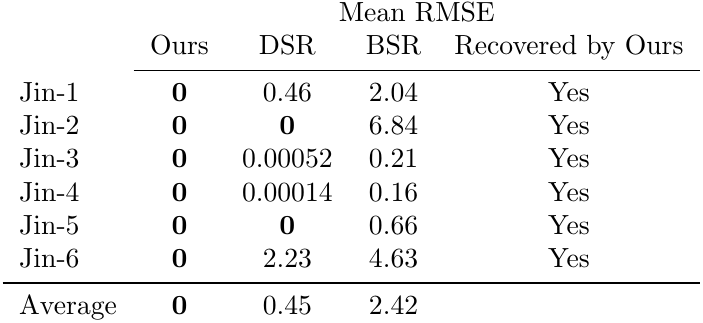 Mean RMSE
Ours DSR BSR Recovered by Ours
Jin-1 0 0.46 2.04 Yes
Jin-2 0 0 6.84 Yes
Jin-3 0 0.00052 0.21 Yes
Jin-4 0 0.00014 0.16 Yes
Jin-5 0 0 0.66 Yes
Jin-6 0 2.23 4.63 Yes
Average 0 0.45 2.42